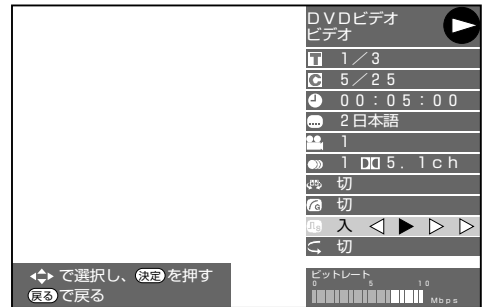 DVDビデオ
ビデオ
T 1／3
C 5／25
00：05：00
2日本語
1
1 DD5．1ch
切
切
入
切
で選択し、決定を押す
戻るで戻る
ビットレート
0 5 10
Mbps